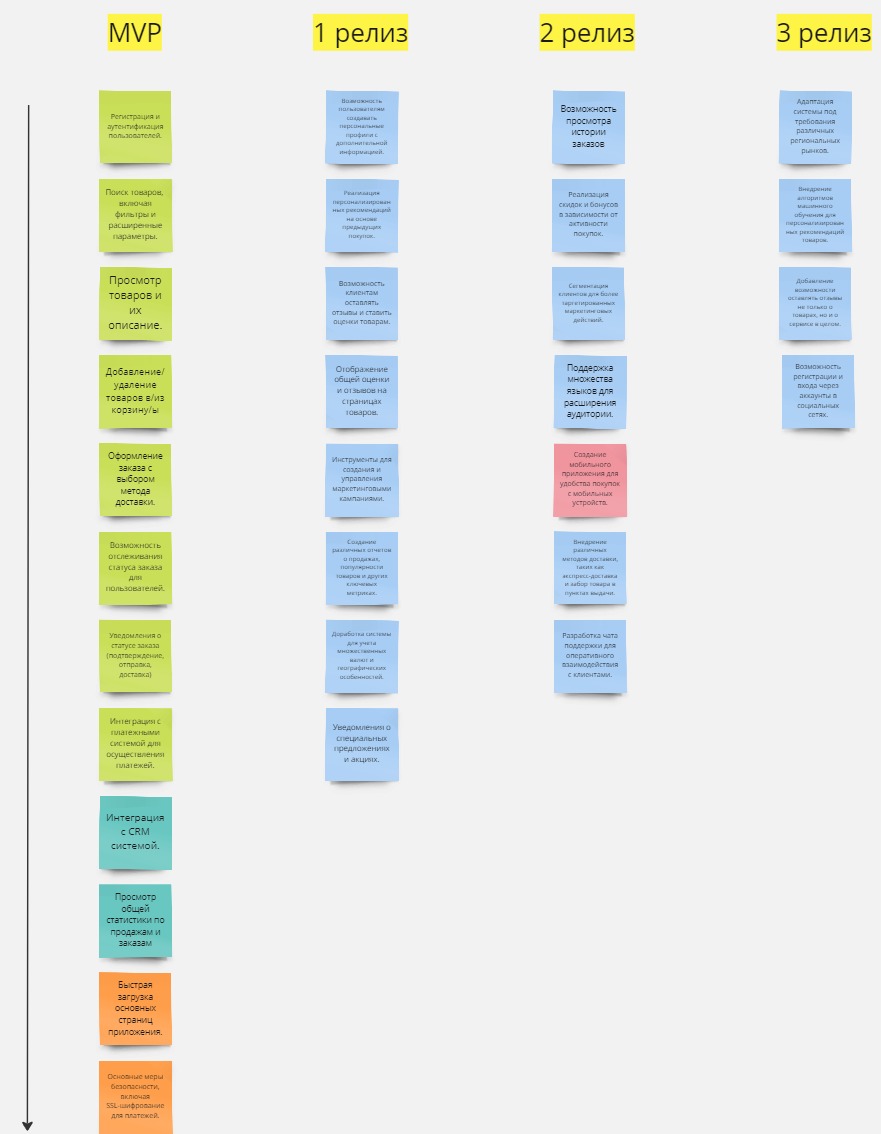 MVP
1 релиз
2 релиз
3 релиз
Регистрация и
аутентификация
пользователей.
Поиск товаров,
включая
фильтры и
расширенные
параметры.
Просмотр
товаров и
их
описание.
Добавление/
удаление
товаров в/из
корзину/ы
Оформление
заказа с
выбором
метода
доставки.
Возможность
отслеживания
статуса заказа
для
пользователей.
Уведомления о
статусе заказа
(подтверждение,
отправка,
доставка)
Интеграция с
платежными
системой для
осуществления
платежей.
Интеграция
с CRM
системой.
Просмотр
общей
статистики по
продажам и
заказам
Быстрая
загрузка
основных
страниц
приложения.
Основные меры
безопасности,
включая
SSL-шифрование
для платежей.
Возможность
пользователям
создавать
персональные
профили с
дополнительной
информацией.
Реализация
персонализирован
ных рекомендаций
на основе
предыдущих
покупок.
Возможность
клиентам
оставлять
отзывы и ставить
оценки товарам.
Отображение
общей оценки
и отзывов на
страницах
товаров.
Инструменты для
создания и
управления
маркетинговыми
кампаниями.
Создание
различных отчетов
о продажах,
популярности
товаров и других
ключевых
метриках.
Доработка системы
для учета
множественных
валют и
географических
особенностей.
Уведомления о
специальных
предложениях
и акциях.
Возможность
просмотра
истории
заказов
Реализация
скидок и бонусов
в зависимости от
активности
покупок.
Сегментация
клиентов для более
таргетированных
маркетинговых
действий.
Поддержка
множества
языков для
расширения
аудитории.
Создание
мобильного
приложения для
удобства покупок
с мобильных
устройств.
Внедрение
различных
методов доставки,
таких как
экспресс-доставка
и забор товара в
пунктах выдачи.
Разработка чата
поддержки для
оперативного
взаимодействия
с клиентами.
Адаптация
системы под
требования
различных
региональных
рынков.
Внедрение
алгоритмов
машинного
обучения для
персонализирован
ных рекомендаций
товаров.
Добавление
возможности
оставлять отзывы
не только о
товарах, но и о
сервисе в целом.
Возможность
регистрации и
входа через
аккаунты в
социальных
сетях.